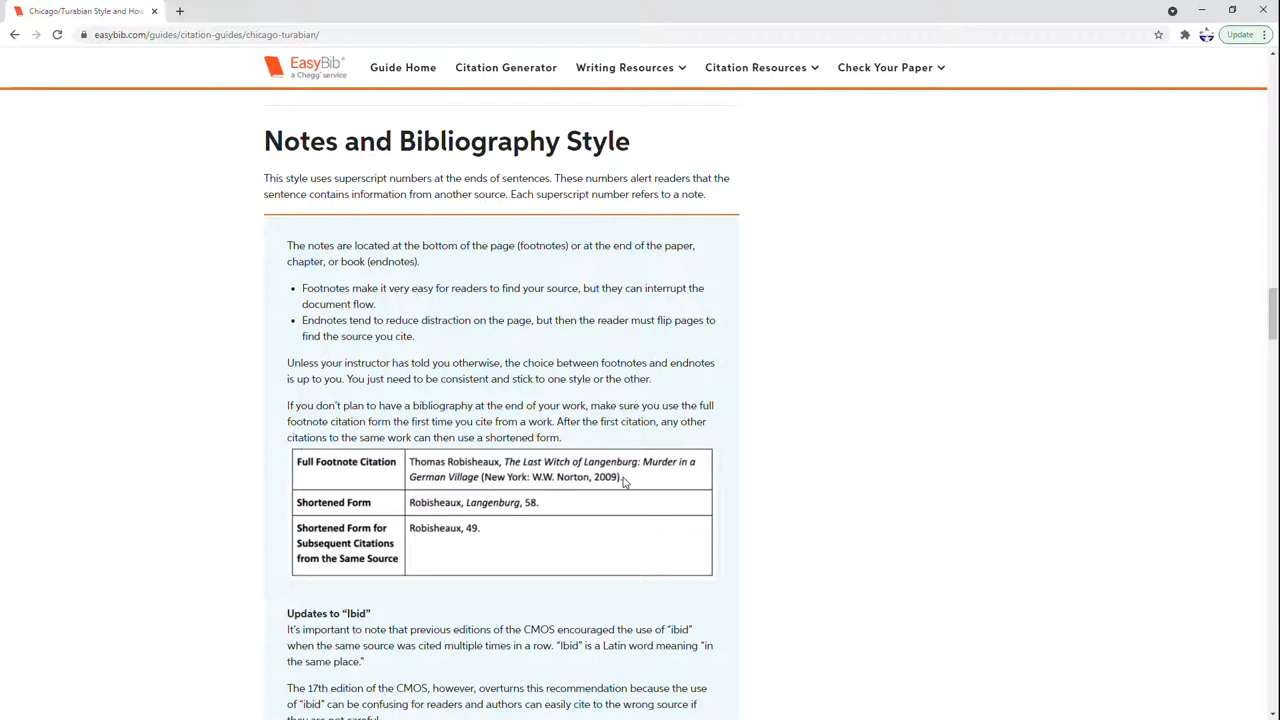 Chicago/Turabian Style and How
easybib.com/guides/citation-guides/chicago-turabian/
Update
EasyBib®
a Chegg® service
Guide Home
Citation Generator
Writing Resources
Citation Resources
Check Your Paper
Notes and Bibliography Style
This style uses superscript numbers at the ends of sentences. These numbers alert readers that the
sentence contains information from another source. Each superscript number refers to a note.
The notes are located at the bottom of the page (footnotes) or at the end of the paper,
chapter, or book (endnotes).
• Footnotes make it very easy for readers to find your source, but they can interrupt the
document flow.
• Endnotes tend to reduce distraction on the page, but then the reader must flip pages to
find the source you cite.
Unless your instructor has told you otherwise, the choice between footnotes and endnotes
is up to you. You just need to be consistent and stick to one style or the other.
If you don't plan to have a bibliography at the end of your work, make sure you use the full
footnote citation form the first time you cite from a work. After the first citation, any other
citations to the same work can then use a shortened form.
Full Footnote Citation
Thomas Robisheaux, The Last Witch of Langenburg: Murder in a
German Village (New York: W.W. Norton, 2009).
Shortened Form
Robisheaux, Langenburg, 58.
Shortened Form for
Subsequent Citations
from the Same Source
Robisheaux, 49.
Updates to “Ibid”
It's important to note that previous editions of the CMOS encouraged the use of “ibid”
when the same source was cited multiple times in a row. “Ibid” is a Latin word meaning “in
the same place.”
The 17th edition of the CMOS, however, overturns this recommendation because the use
of “ibid” can be confusing for readers and authors can easily cite to the wrong source if
they are not careful.